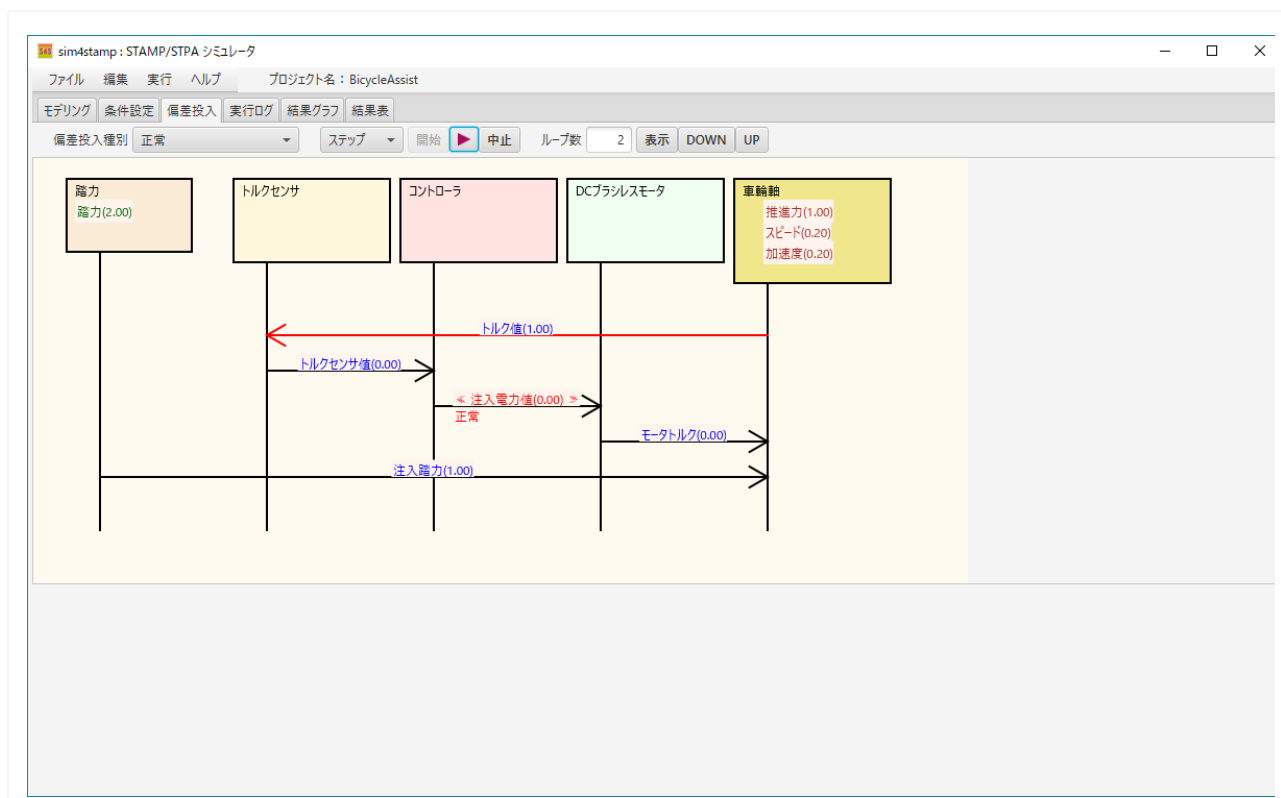 sim4stamp : STAMP/STPA シミュレータ
ファイル 編集 実行 ヘルプ プロジェクト名 : BicycleAssist
モデリング 条件設定 偏差投入 実行ログ 結果グラフ 結果表
偏差投入種別 正常 ステップ 開始 中止 ループ数 2 表示 DOWN UP
踏力 トルクセンサ コントローラ DCブラシレスモータ 車輪軸
踏力(2.00) 推進力(1.00)
スピード(0.20)
加速度(0.20)
トルク値(1.00)
トルクセンサ値(0.00)
≪ 注入電力値(0.00) ≫
正常
モータトルク(0.00)
注入踏力(1.00)